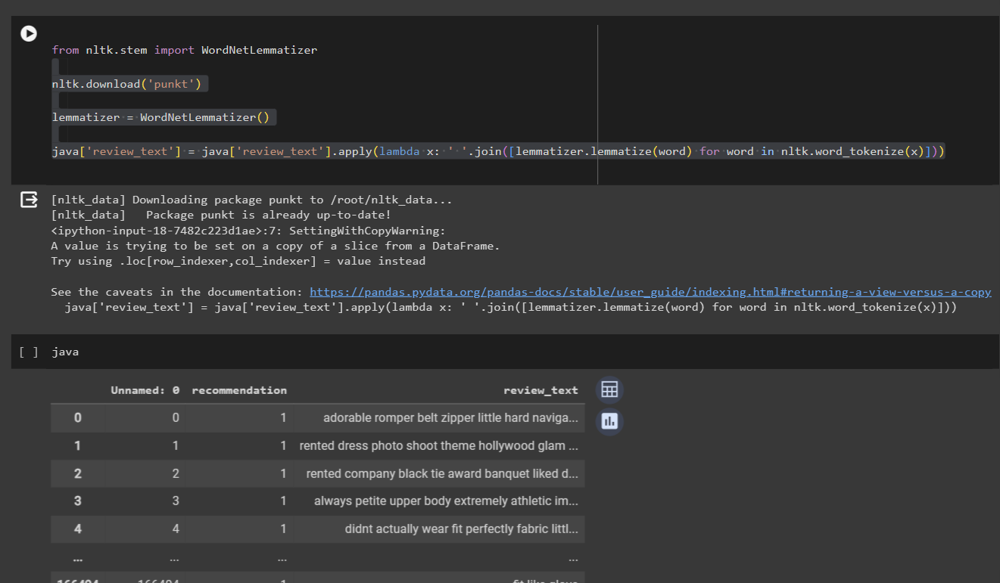 from nltk.stem import WordNetLemmatizer
nltk.download('punkt')
lemmatizer = WordNetLemmatizer()
java['review_text'] = java['review_text'].apply(lambda x: ' '.join([lemmatizer.lemmatize(word) for word in nltk.word_tokenize(x)]))
[nltk_data] Downloading package punkt to /root/nltk_data...
[nltk_data]   Package punkt is already up-to-date!
<ipython-input-18-7482c223d1ae>:7: SettingWithCopyWarning:
A value is trying to be set on a copy of a slice from a DataFrame.
Try using .loc[row_indexer,col_indexer] = value instead
See the caveats in the documentation: https://pandas.pydata.org/pandas-docs/stable/user_guide/indexing.html#returning-a-view-versus-a-copy
  java['review_text'] = java['review_text'].apply(lambda x: ' '.join([lemmatizer.lemmatize(word) for word in nltk.word_tokenize(x)]))
[ ] java
Unnamed: 0 recommendation review_text
0 0 1 adorable romper belt zipper little hard naviga...
1 1 1 rented dress photo shoot theme hollywood glam ...
2 2 1 rented company black tie award banquet liked d...
3 3 1 always petite upper body extremely athletic im...
4 4 1 didnt actually wear fit perfectly fabric littl...
... ... ... ...